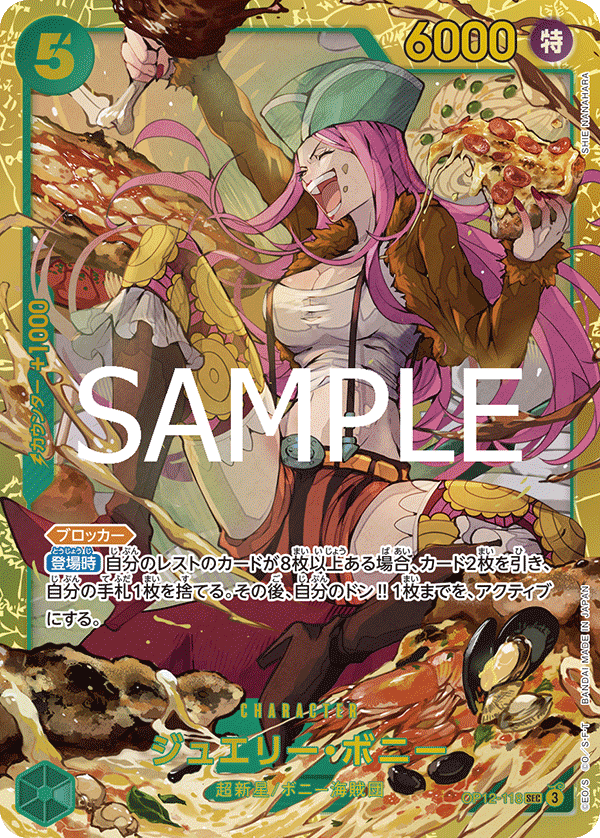 5
6000
特
SHIE NANAHARA
カウンター+1000
SAMPLE
ブロッカー
登場時 自分のレストのカードが8枚以上ある場合、カード2枚を引き、
自分の手札1枚を捨てる。その後、自分のドン!!1枚までを、アクティブ
にする。
CHARACTER
ジュエリー・ボニー
超新星/ボニー海賊団
OP12-118 SEC 3
BANDAI MADE IN JAPAN